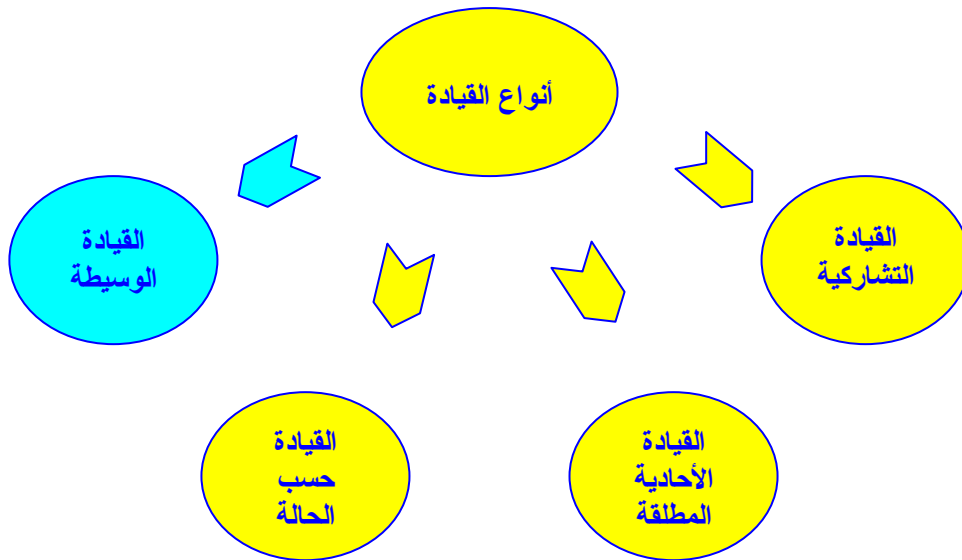 أنواع القيادة
القيادة
التشاركية
القيادة
الوسيطة
القيادة
الأحادية
المطلقة
القيادة
حسب
الحالة